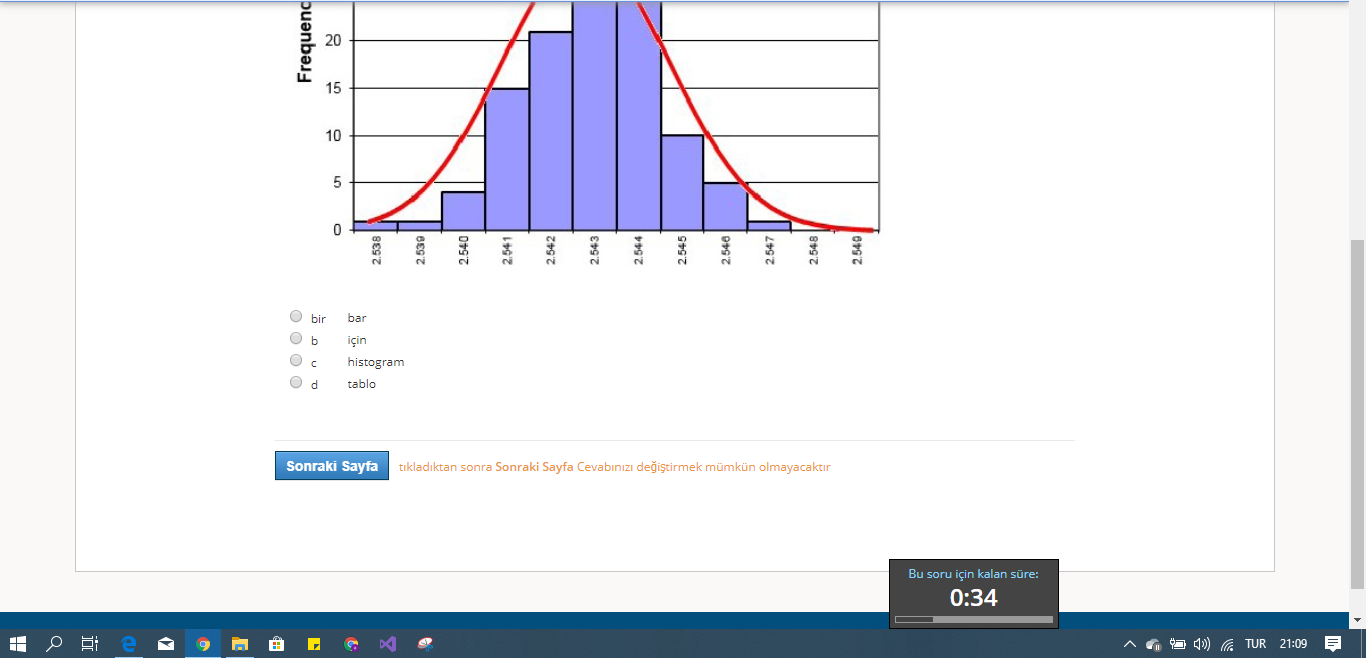 Frequenc
20
15
10
5
0
2.538 2.539 2.540 2.541 2.542 2.543 2.544 2.545 2.546 2.547 2.548 2.549
bir bar
b için
c histogram
d tablo
Sonraki Sayfa tıkladıktan sonra Sonraki Sayfa Cevabınızı değiştirmek mümkün olmayacaktır
Bu soru için kalan süre:
0:34
TUR 21:09